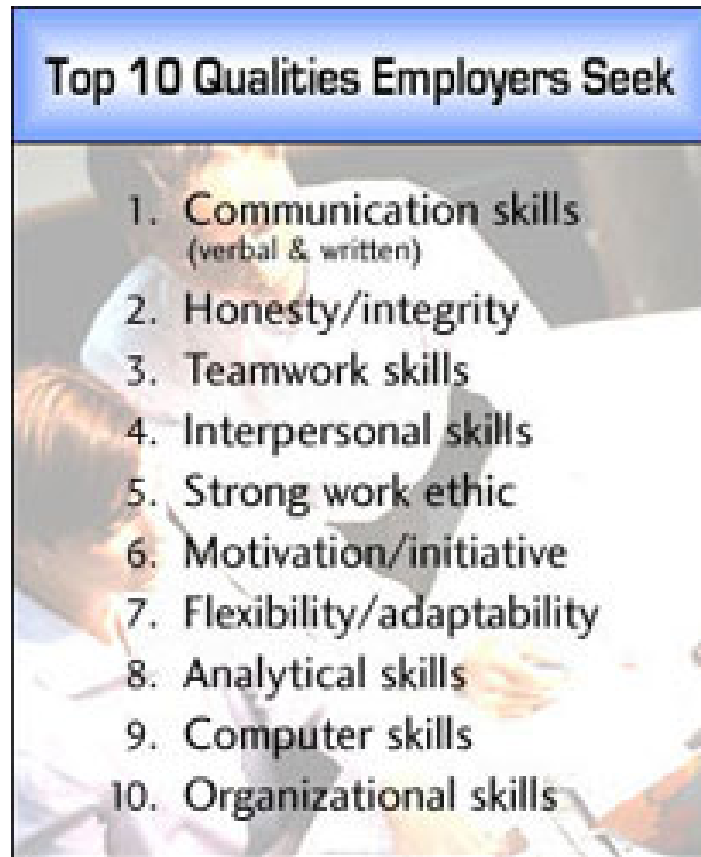 Top 10 Qualities Employers Seek
1. Communication skills
(verbal & written)
2. Honesty/integrity
3. Teamwork skills
4. Interpersonal skills
5. Strong work ethic
6. Motivation/initiative
7. Flexibility/adaptability
8. Analytical skills
9. Computer skills
10. Organizational skills